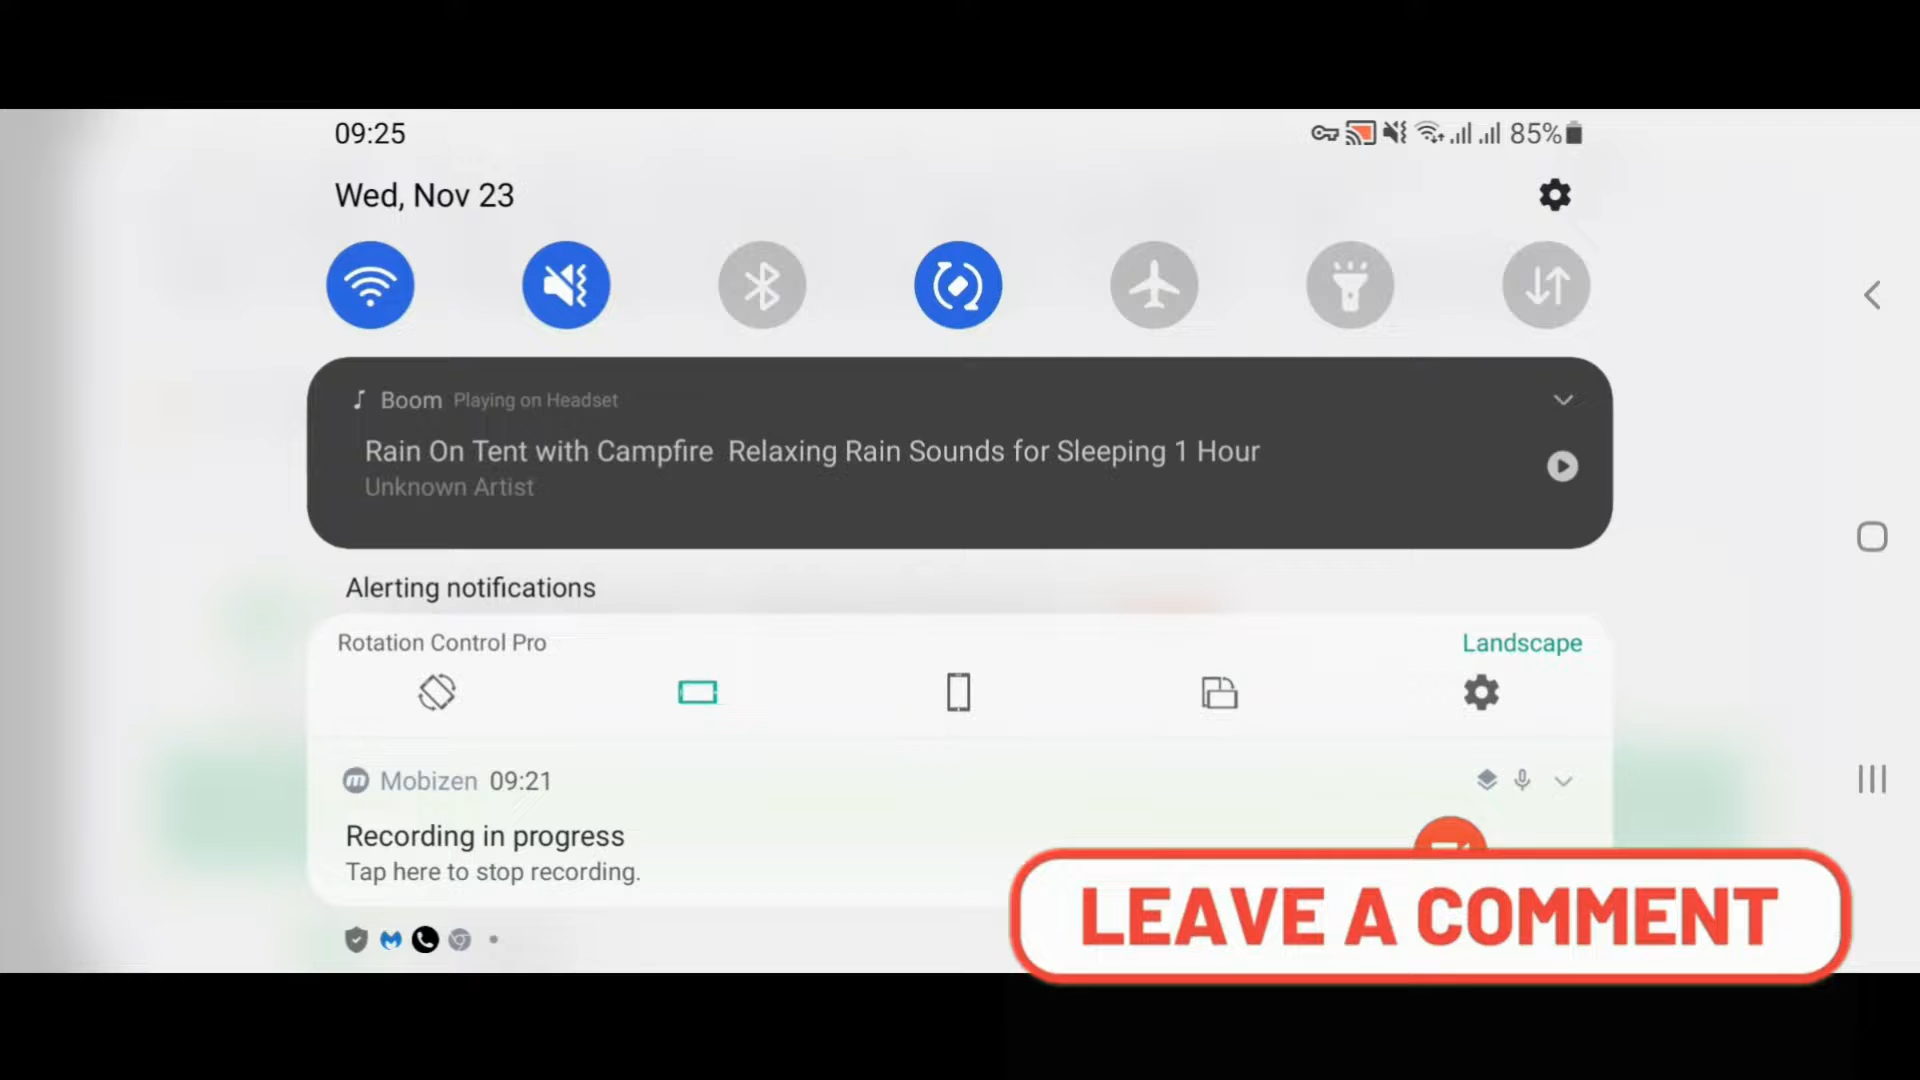 09:25
85%
Wed, Nov 23
Boom Playing on Headset
Rain On Tent with Campfire Relaxing Rain Sounds for Sleeping 1 Hour
Unknown Artist
Alerting notifications
Rotation Control Pro
Landscape
Mobizen 09:21
Recording in progress
Tap here to stop recording.
LEAVE A COMMENT